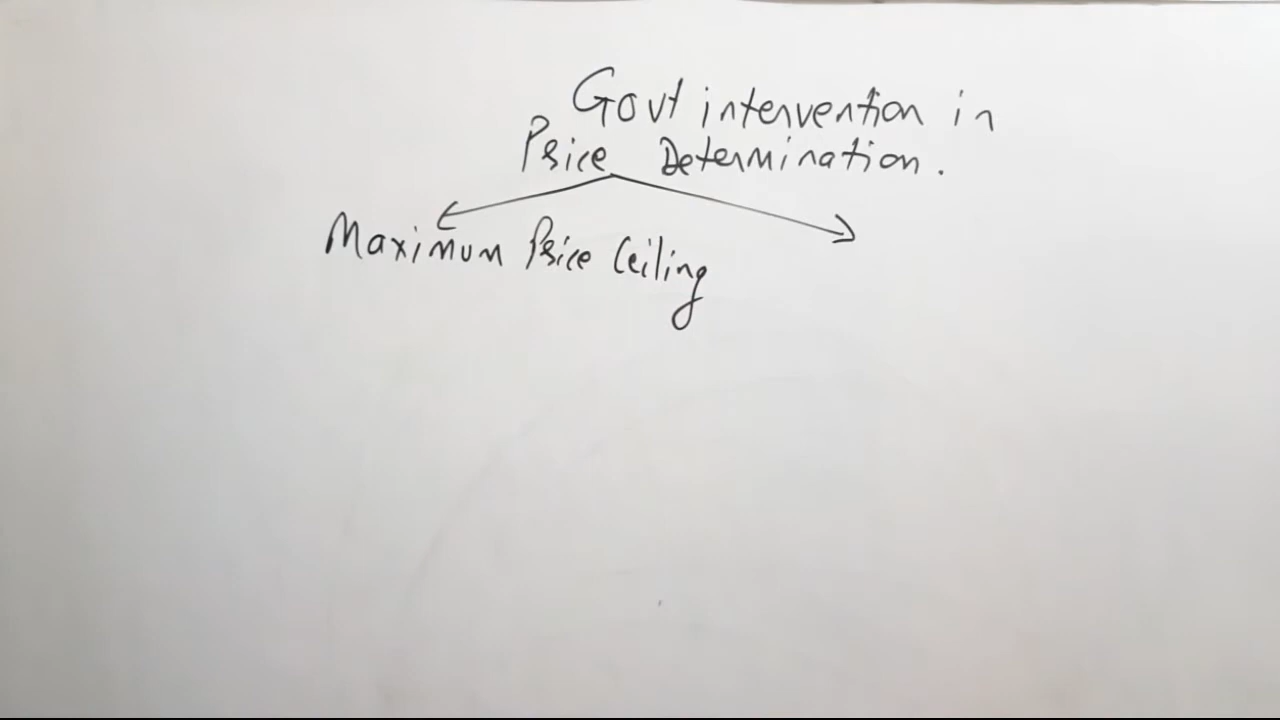 Govt intervention in
Price Determination.
Maximum Price Ceiling